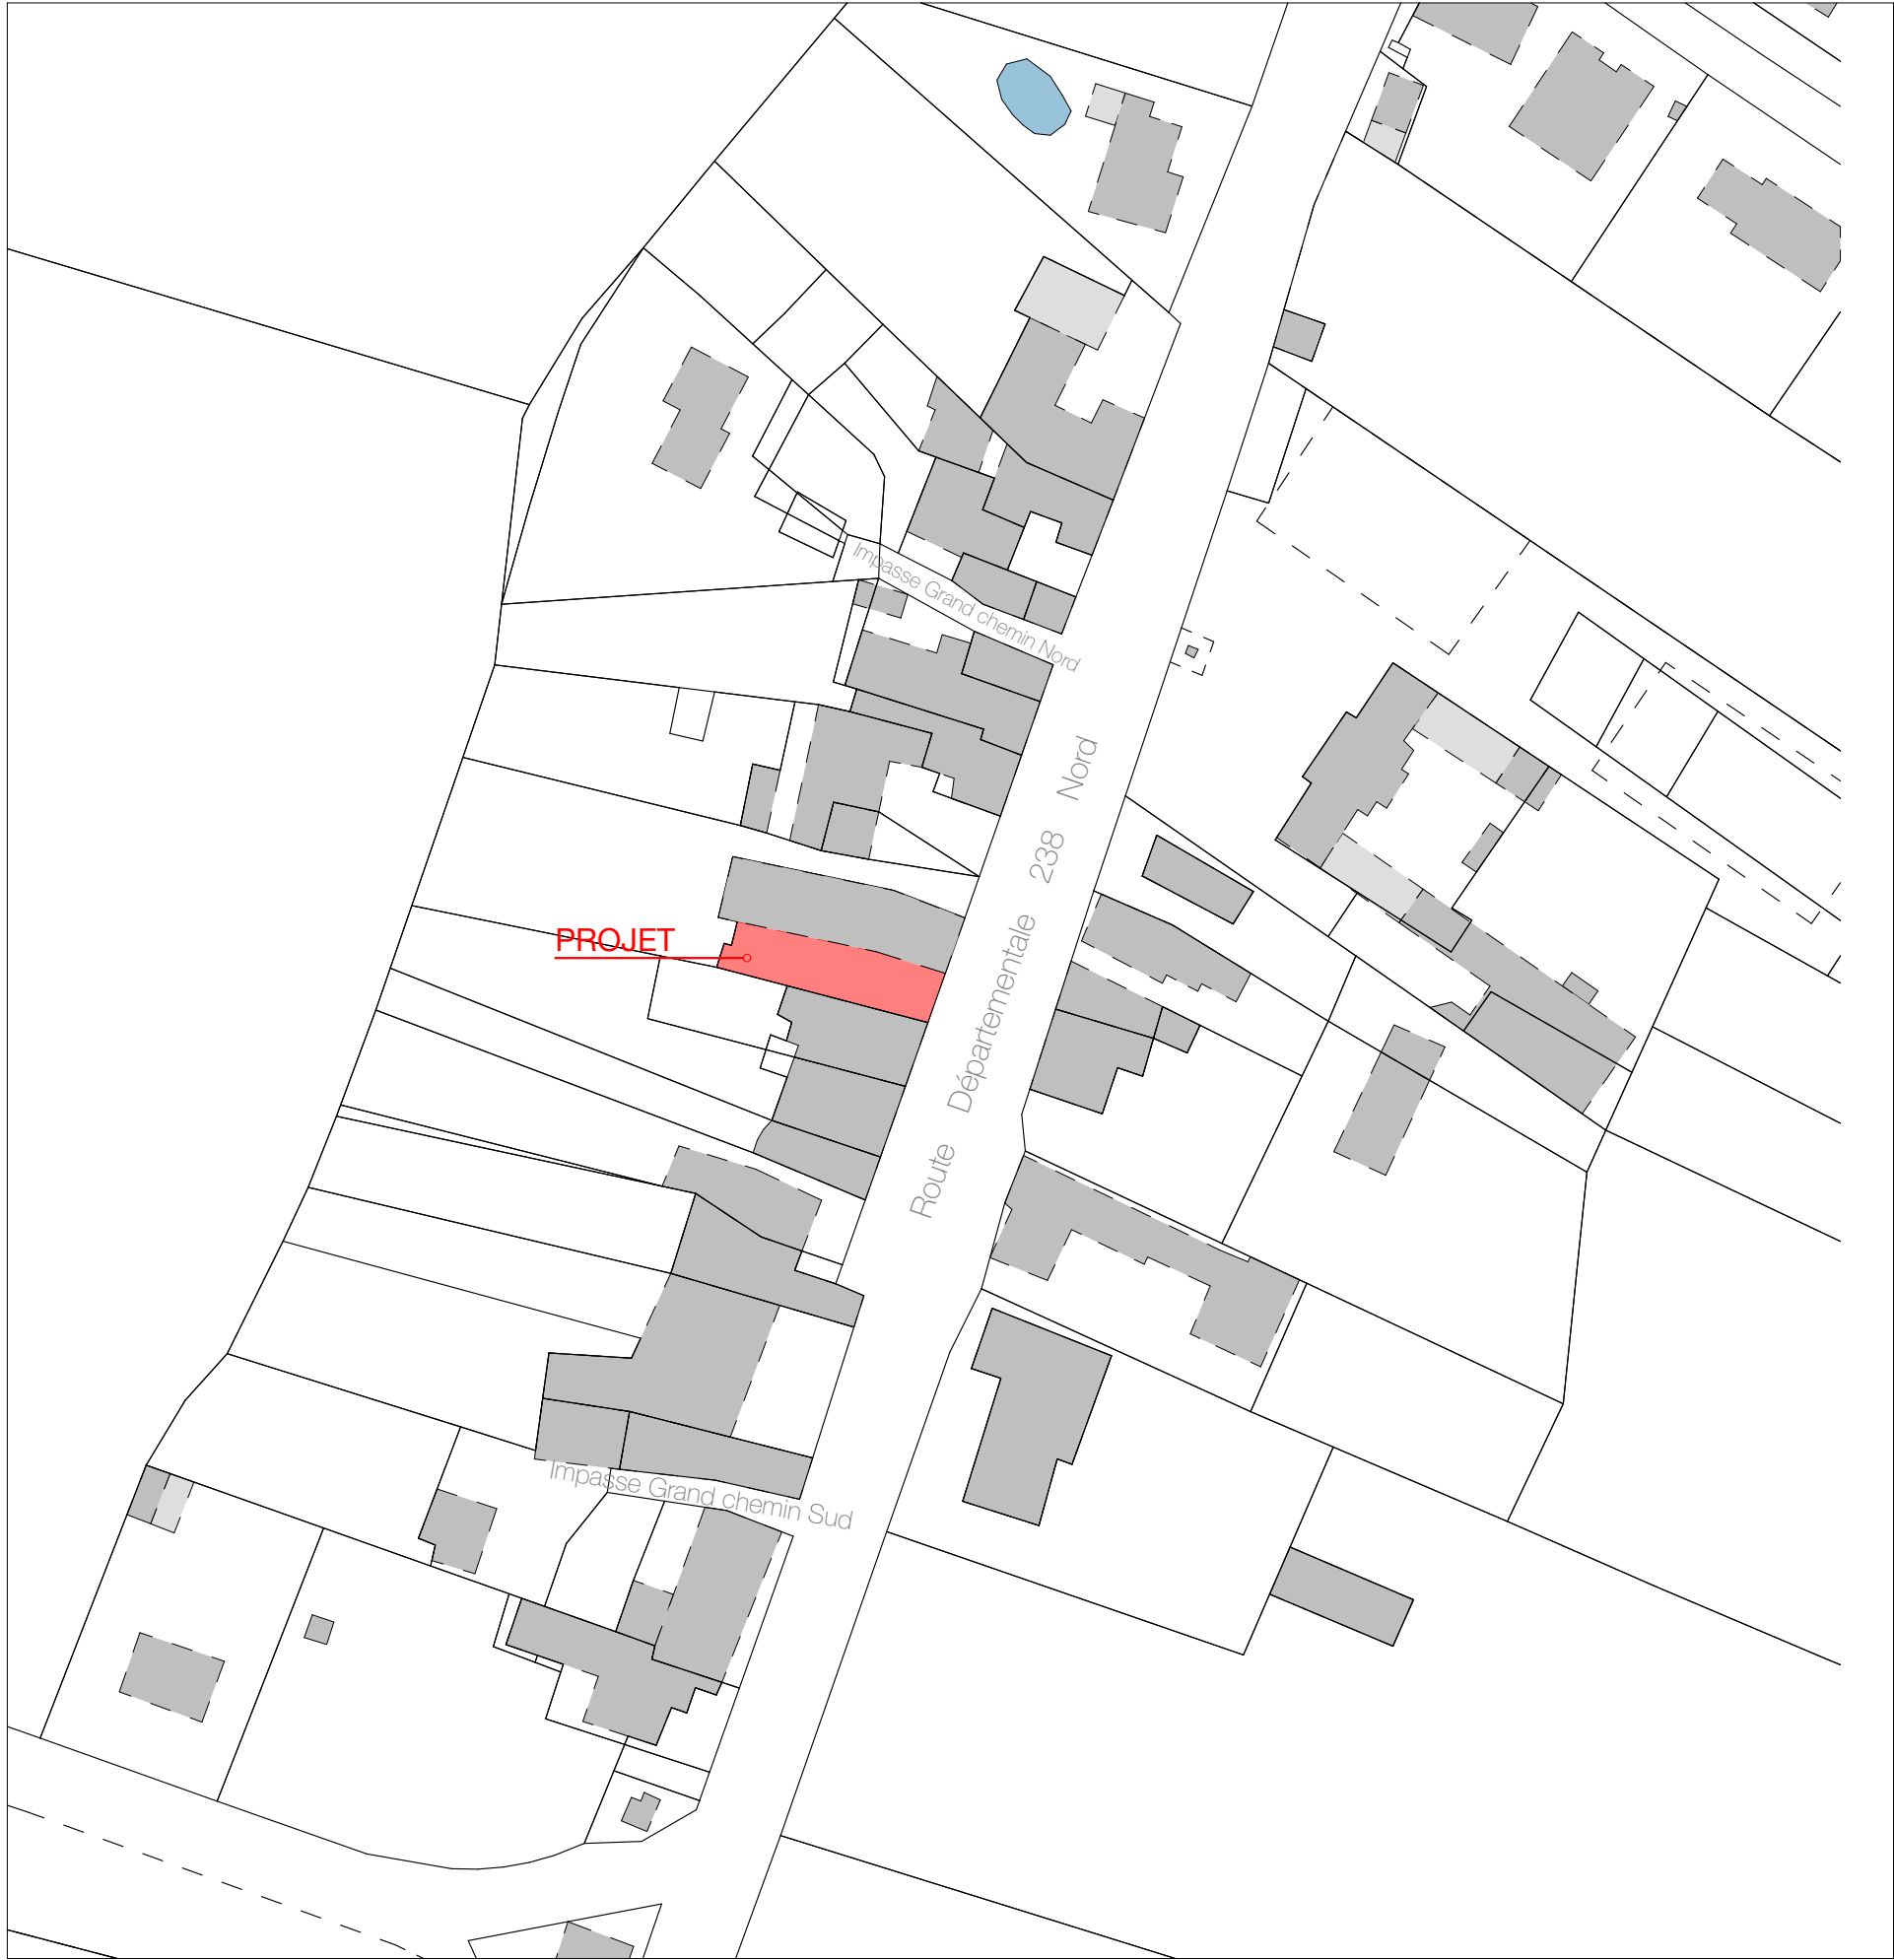 Impasse Grand chemin Nord
Route Départementale 238 Nord
PROJET
Impasse Grand chemin Sud